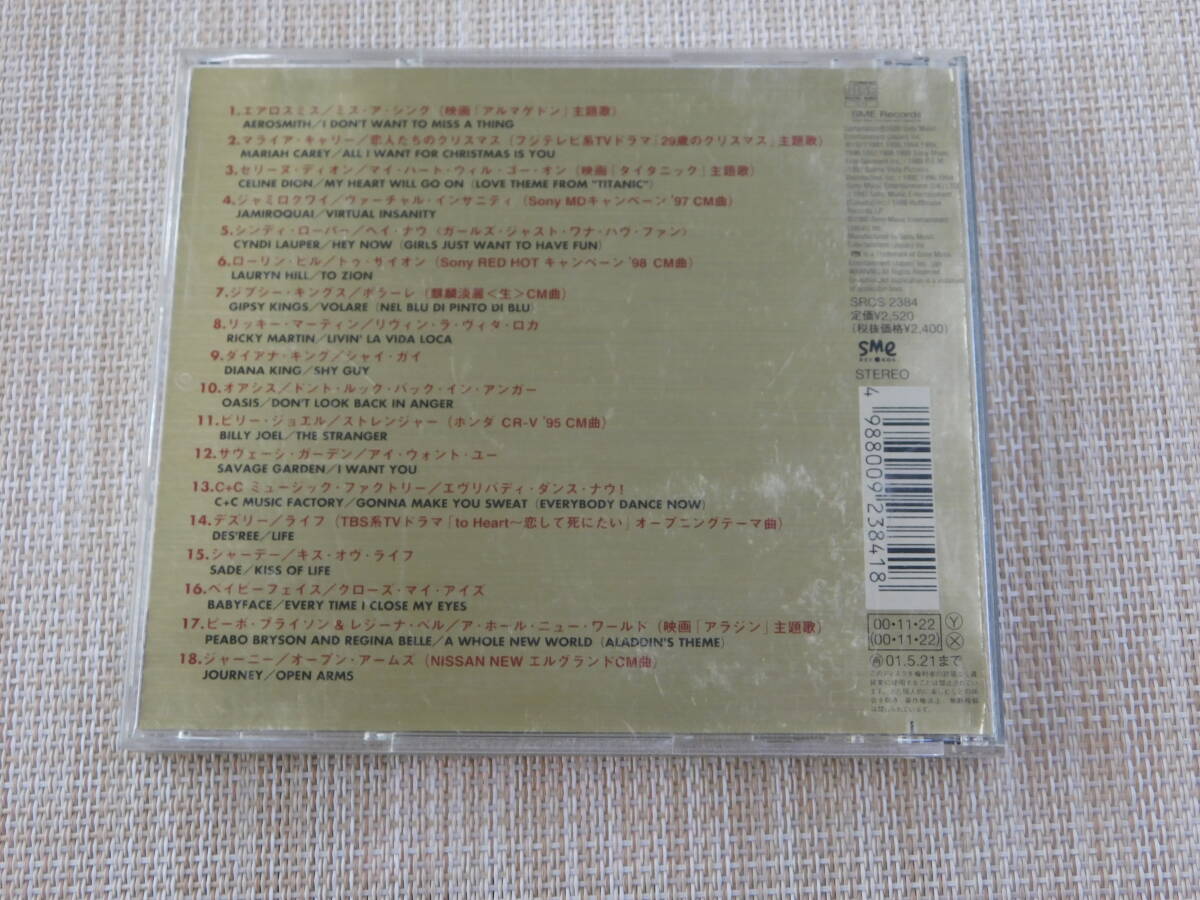 1.エアロスミス／ミス・ア・シング (映画「アルマゲドン」主題歌)
AEROSMITH／I DON'T WANT TO MISS A THING
2.マライア・キャリー／恋人たちのクリスマス (フジテレビ系TVドラマ「29歳のクリスマス」主題歌)
MARIAH CAREY／ALL I WANT FOR CHRISTMAS IS YOU
3.セリーヌ・ディオン／マイ・ハート・ウィル・ゴー・オン (映画「タイタニック」主題歌)
CELINE DION／MY HEART WILL GO ON (LOVE THEME FROM "TITANIC")
4.ジャミロクワイ／ヴァーチャル・インサニティ (Sony MDキャンペーン '97 CM曲)
JAMIROQUAI／VIRTUAL INSANITY
5.シンディ・ローパー／ヘイ・ナウ (ガールズ・ジャスト・ワナ・ハヴ・ファン)
CYNDI LAUPER／HEY NOW (GIRLS JUST WANT TO HAVE FUN)
6.ローリン・ヒル／トゥ・ザイオン (Sony RED HOT キャンペーン '98 CM曲)
LAURYN HILL／TO ZION
7.ジプシー・キングス／ボラーレ (麒麟淡麗<生>CM曲)
GIPSY KINGS／VOLARE (NEL BLU DI PINTO DI BLU)
8.リッキー・マーティン／リヴィン・ラ・ヴィダ・ロカ
RICKY MARTIN／LIVIN' LA VIDA LOCA
9.ダイアナ・キング／シャイ・ガイ
DIANA KING／SHY GUY
10.オアシス／ドント・ルック・バック・イン・アンガー
OASIS／DON'T LOOK BACK IN ANGER
11.ビリー・ジョエル／ストレンジャー (ホンダ CR-V '95 CM曲)
BILLY JOEL／THE STRANGER
12.サヴェージ・ガーデン／アイ・ウォント・ユー
SAVAGE GARDEN／I WANT YOU
13.C+C ミュージック・ファクトリー／エヴリバディ・ダンス・ナウ!
C+C MUSIC FACTORY／GONNA MAKE YOU SWEAT (EVERYBODY DANCE NOW)
14.デズリー／ライフ (TBS系TVドラマ「to Heart〜恋して死にたい」オープニングテーマ曲)
DES'REE／LIFE
15.シャーデー／キス・オヴ・ライフ
SADE／KISS OF LIFE
16.ベイビーフェイス／クローズ・マイ・アイズ
BABYFACE／EVERY TIME I CLOSE MY EYES
17.ピーボ・ブライソン & レジーナ・ベル／ア・ホール・ニュー・ワールド (映画「アラジン」主題歌)
PEABO BRYSON AND REGINA BELLE／A WHOLE NEW WORLD (ALADDIN'S THEME)
18.ジャーニー／オープン・アームズ (NISSAN NEW エルグランドCM曲)
JOURNEY／OPEN ARMS
SME Records
SRCS 2384
定価¥2,520
(税抜価格¥2,400)
sme
RECORDS
STEREO
4 988009 238418
00・11・22 Ⓨ
(00・11・22) Ⓧ
01.5.21まで